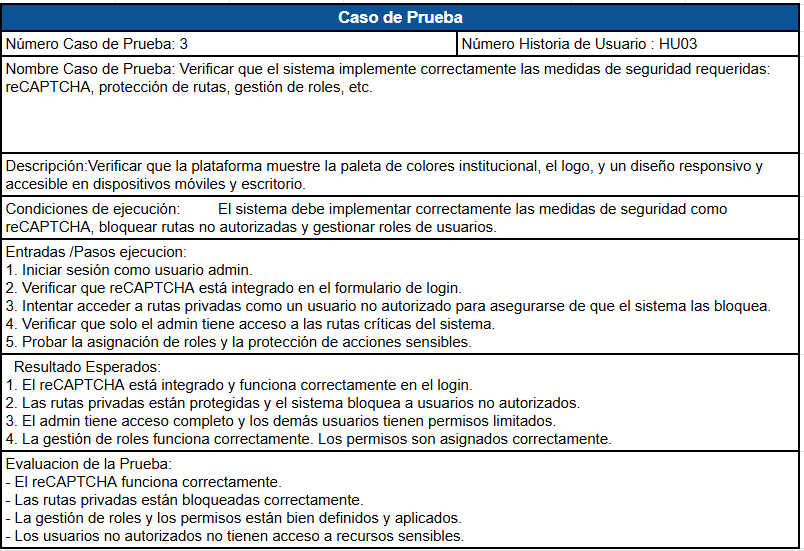 Caso de Prueba
Número Caso de Prueba: 3
Número Historia de Usuario : HU03
Nombre Caso de Prueba: Verificar que el sistema implemente correctamente las medidas de seguridad requeridas:
reCAPTCHA, protección de rutas, gestión de roles, etc.
Descripción:Verificar que la plataforma muestre la paleta de colores institucional, el logo, y un diseño responsivo y
accesible en dispositivos móviles y escritorio.
Condiciones de ejecución: El sistema debe implementar correctamente las medidas de seguridad como
reCAPTCHA, bloquear rutas no autorizadas y gestionar roles de usuarios.
Entradas /Pasos ejecucion:
1. Iniciar sesión como usuario admin.
2. Verificar que reCAPTCHA está integrado en el formulario de login.
3. Intentar acceder a rutas privadas como un usuario no autorizado para asegurarse de que el sistema las bloquea.
4. Verificar que solo el admin tiene acceso a las rutas críticas del sistema.
5. Probar la asignación de roles y la protección de acciones sensibles.
Resultado Esperados:
1. El reCAPTCHA está integrado y funciona correctamente en el login.
2. Las rutas privadas están protegidas y el sistema bloquea a usuarios no autorizados.
3. El admin tiene acceso completo y los demás usuarios tienen permisos limitados.
4. La gestión de roles funciona correctamente. Los permisos son asignados correctamente.
Evaluacion de la Prueba:
- El reCAPTCHA funciona correctamente.
- Las rutas privadas están bloqueadas correctamente.
- La gestión de roles y los permisos están bien definidos y aplicados.
- Los usuarios no autorizados no tienen acceso a recursos sensibles.